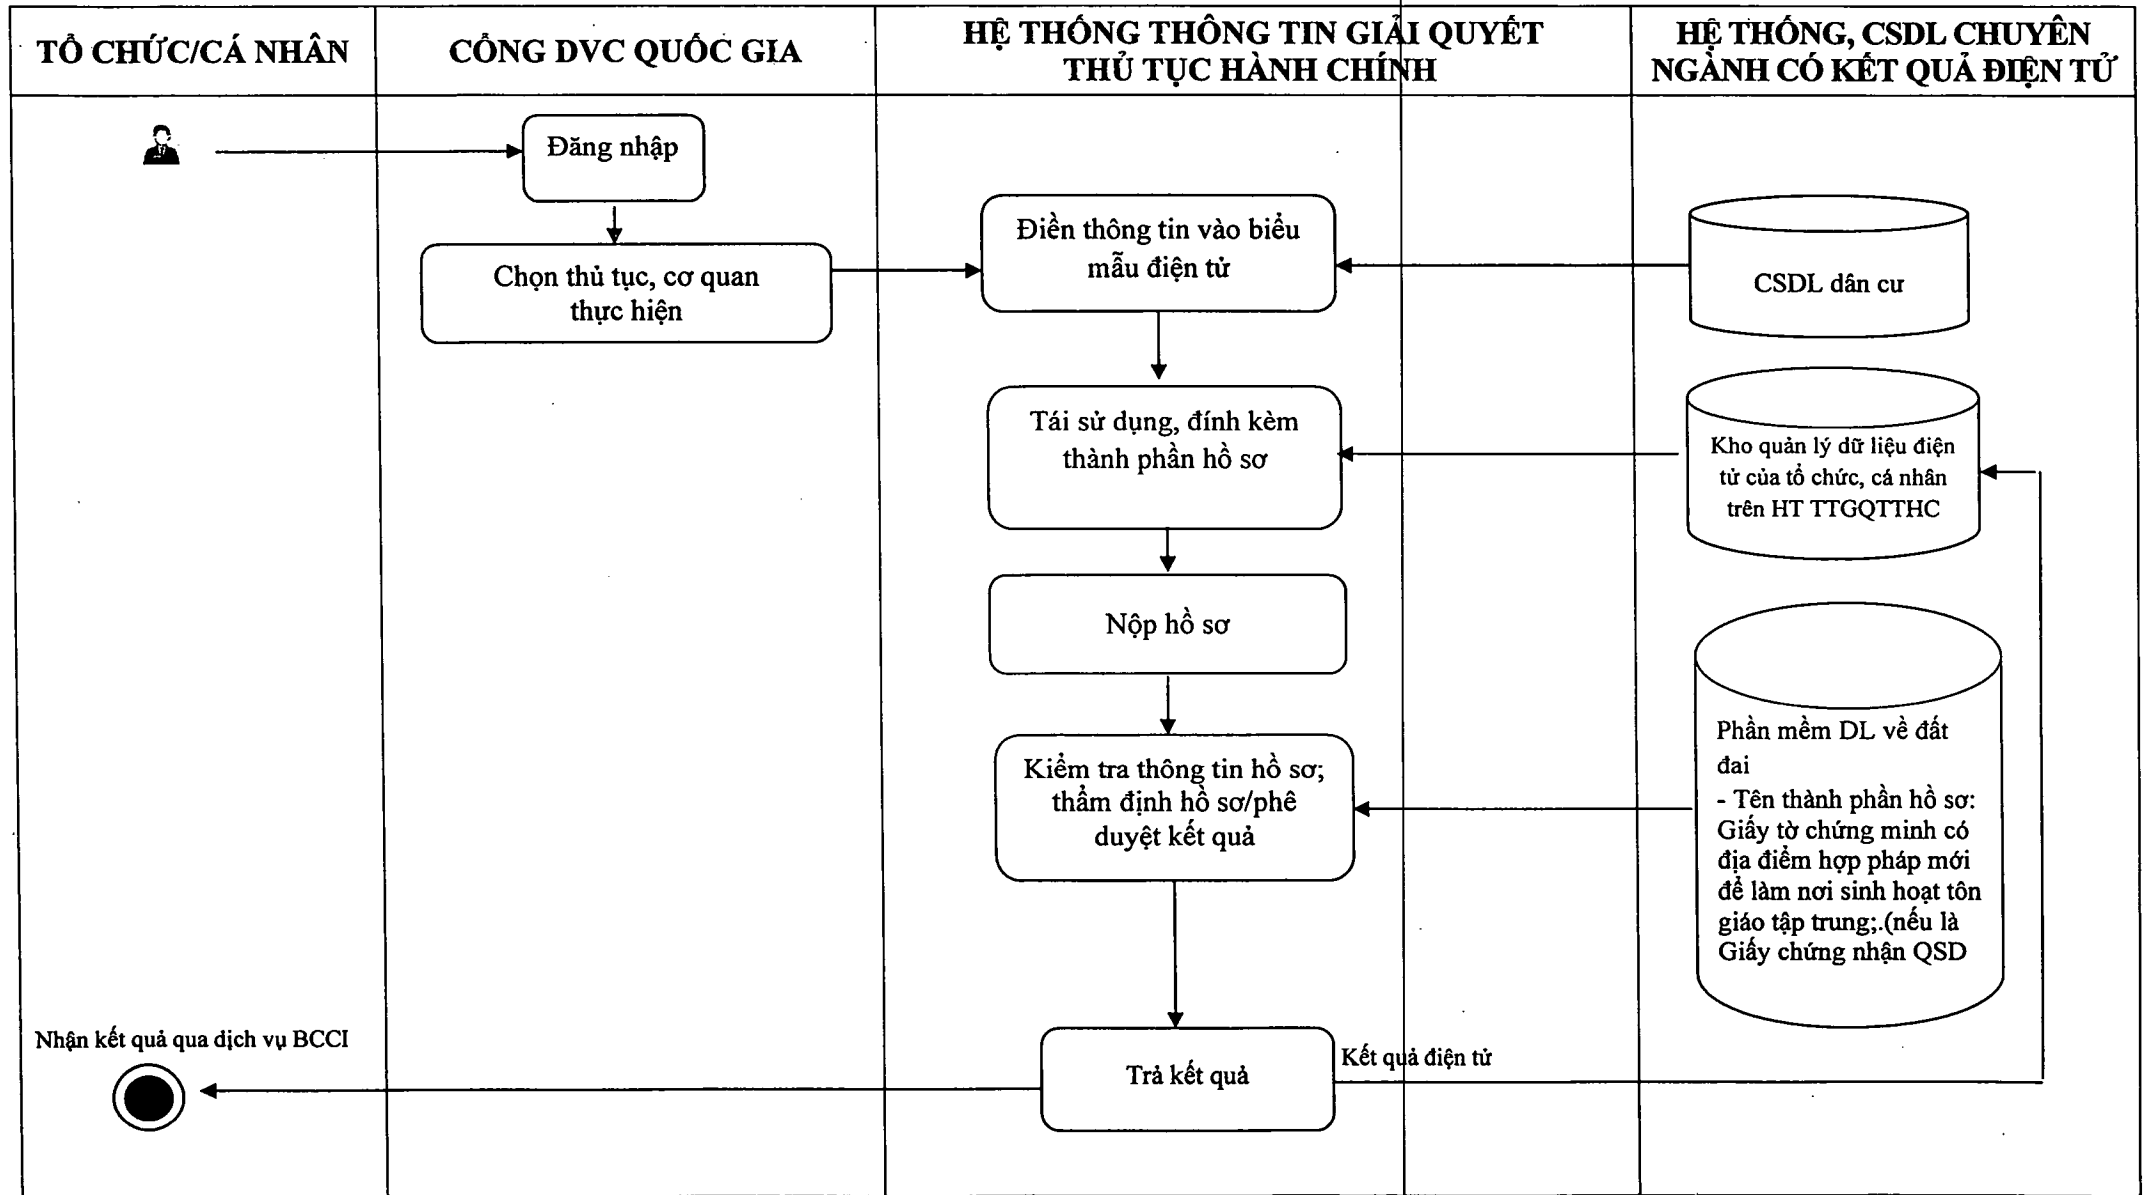 TỔ CHỨC/CÁ NHÂN
CỔNG DVC QUỐC GIA
HỆ THỐNG THÔNG TIN GIẢI QUYẾT
THỦ TỤC HÀNH CHÍNH
HỆ THỐNG, CSDL CHUYÊN
NGÀNH CÓ KẾT QUẢ ĐIỆN TỬ
Đăng nhập
Chọn thủ tục, cơ quan
thực hiện
Điền thông tin vào biểu
mẫu điện tử
CSDL dân cư
Tái sử dụng, đính kèm
thành phần hồ sơ
Kho quản lý dữ liệu điện
tử của tổ chức, cá nhân
trên HT TTGQTTHC
Nộp hồ sơ
Kiểm tra thông tin hồ sơ;
thẩm định hồ sơ/phê
duyệt kết quả
Phần mềm DL về đất
đai
- Tên thành phần hồ sơ:
Giấy tờ chứng minh có
địa điểm hợp pháp mới
để làm nơi sinh hoạt tôn
giáo tập trung;.(nếu là
Giấy chứng nhận QSD
Nhận kết quả qua dịch vụ BCCI
Trả kết quả
Kết quả điện tử